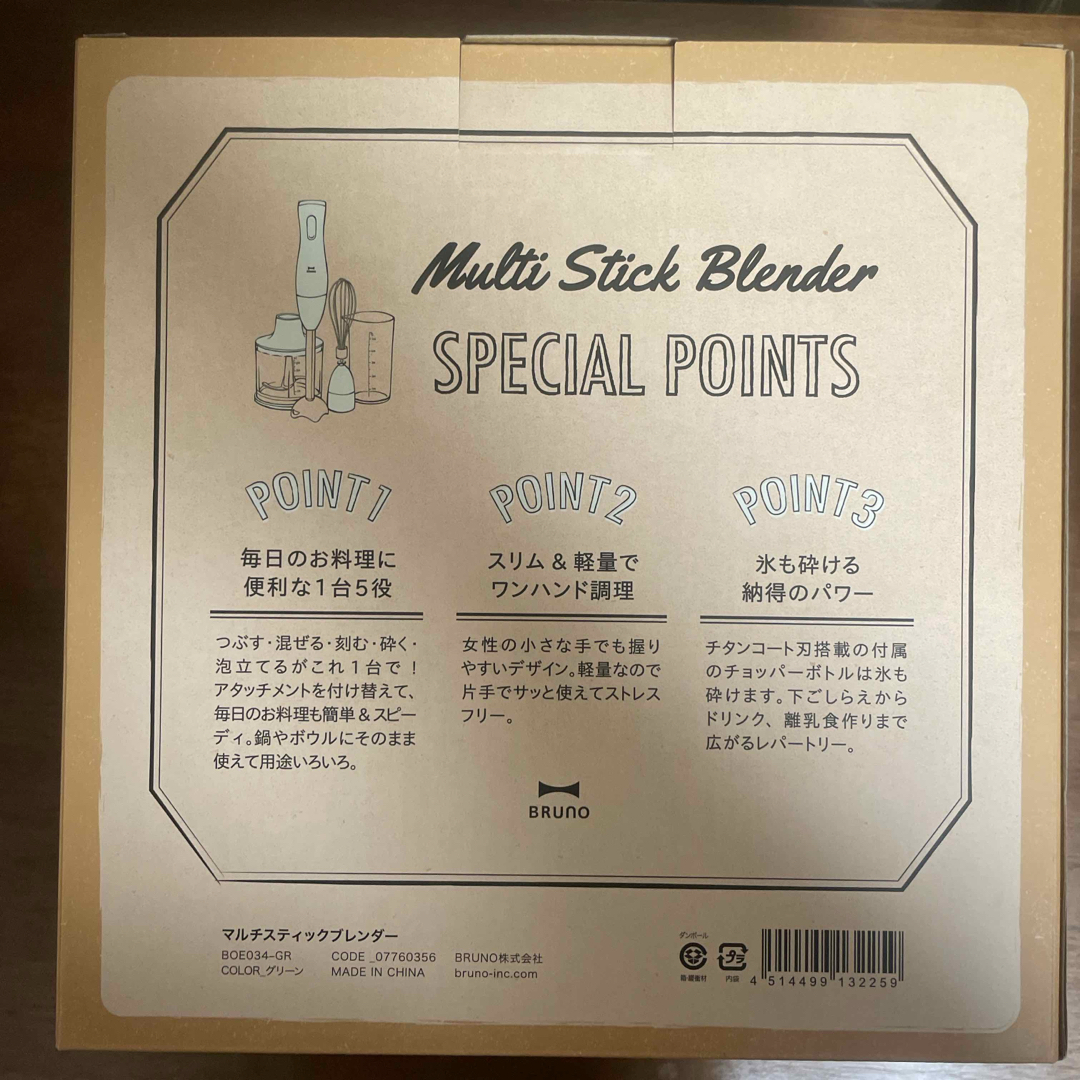 Multi Stick Blender
SPECIAL POINTS
POINT1
毎日のお料理に
便利な1台5役
つぶす・混ぜる・刻む・砕く・
泡立てるがこれ1台で!
アタッチメントを付け替えて、
毎日のお料理も簡単&スピー
ディ。鍋やボウルにそのまま
使えて用途いろいろ。
POINT2
スリム & 軽量で
ワンハンド調理
女性の小さな手でも握り
やすいデザイン。軽量なので
片手でサッと使えてストレス
フリー。
POINT3
氷も砕ける
納得のパワー
チタンコート刃搭載の付属
のチョッパーボトルは氷も
砕けます。下ごしらえから
ドリンク、離乳食作りまで
広がるレパートリー。
BRUNO
マルチスティックブレンダー
BOE034-GR CODE_07760356 BRUNO株式会社
COLOR_グリーン MADE IN CHINA bruno-inc.com
ダンボール
箱・緩衝材
プラ
内袋
4 514499 132259